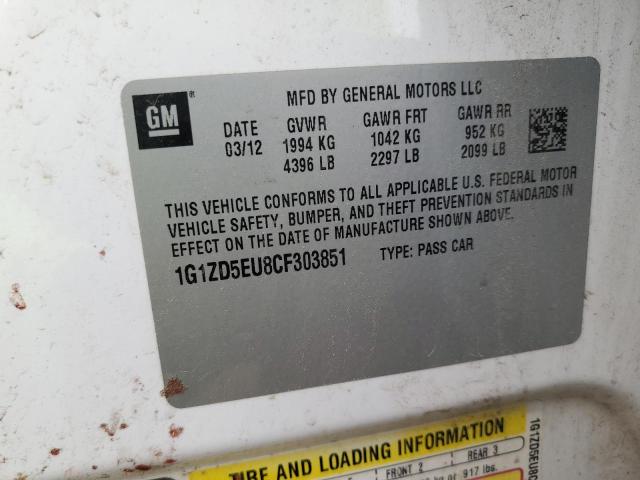 GM
MFD BY GENERAL MOTORS LLC
DATE GVWR GAWR FRT GAWR RR
03/12 1994 KG 1042 KG 952 KG
4396 LB 2297 LB 2099 LB
THIS VEHICLE CONFORMS TO ALL APPLICABLE U.S. FEDERAL MOTOR
VEHICLE SAFETY, BUMPER, AND THEFT PREVENTION STANDARDS IN
EFFECT ON THE DATE OF MANUFACTURE SHOWN ABOVE.
1G1ZD5EU8CF303851 TYPE: PASS CAR
TIRE AND LOADING INFORMATION
FRONT 2 REAR 3
kg or 917 lbs.
1G1ZD5EU8C